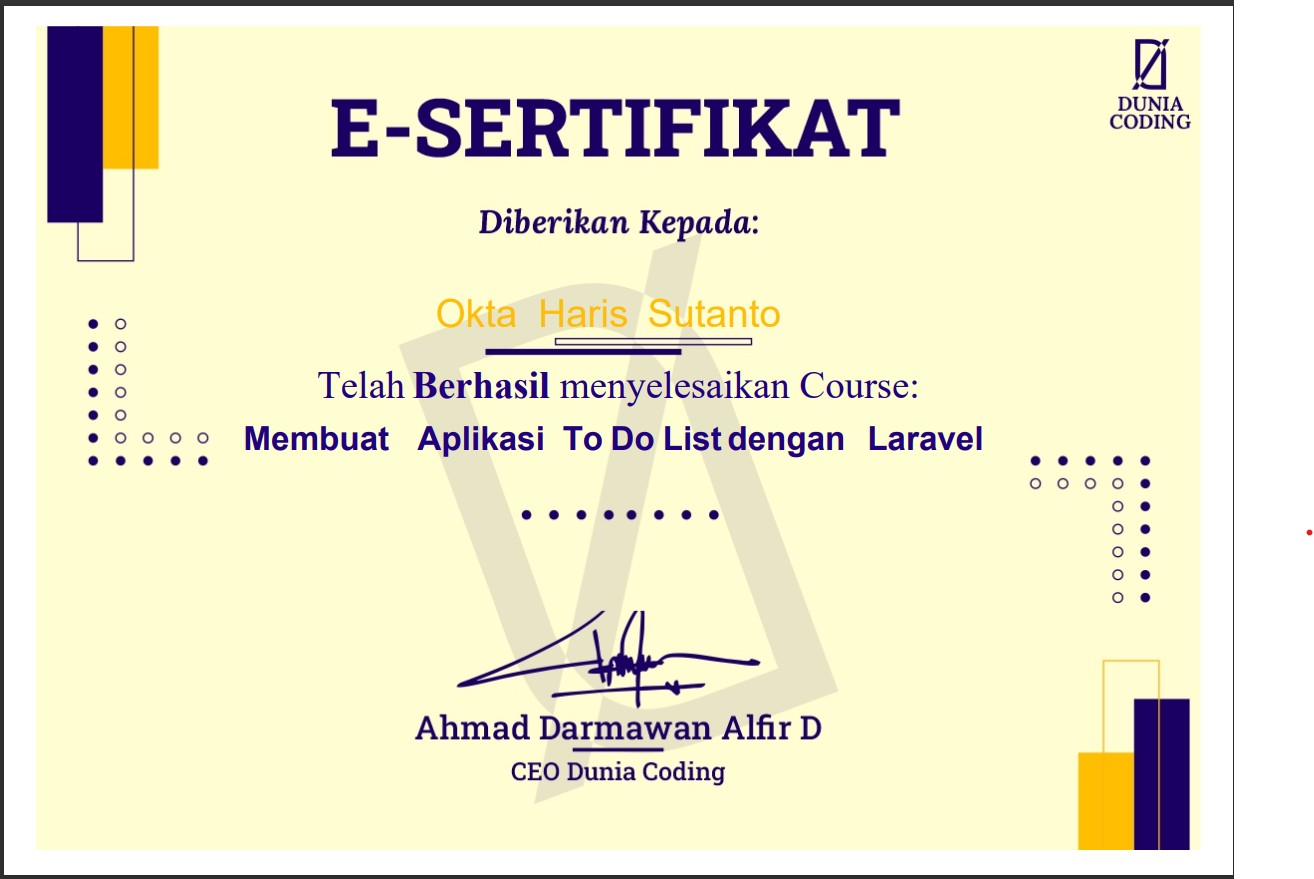 DUNIA
CODING
E-SERTIFIKAT
Diberikan Kepada:
Okta Haris Sutanto
Telah Berhasil menyelesaikan Course:
Membuat Aplikasi To Do List dengan Laravel
Ahmad Darmawan Alfir D
CEO Dunia Coding